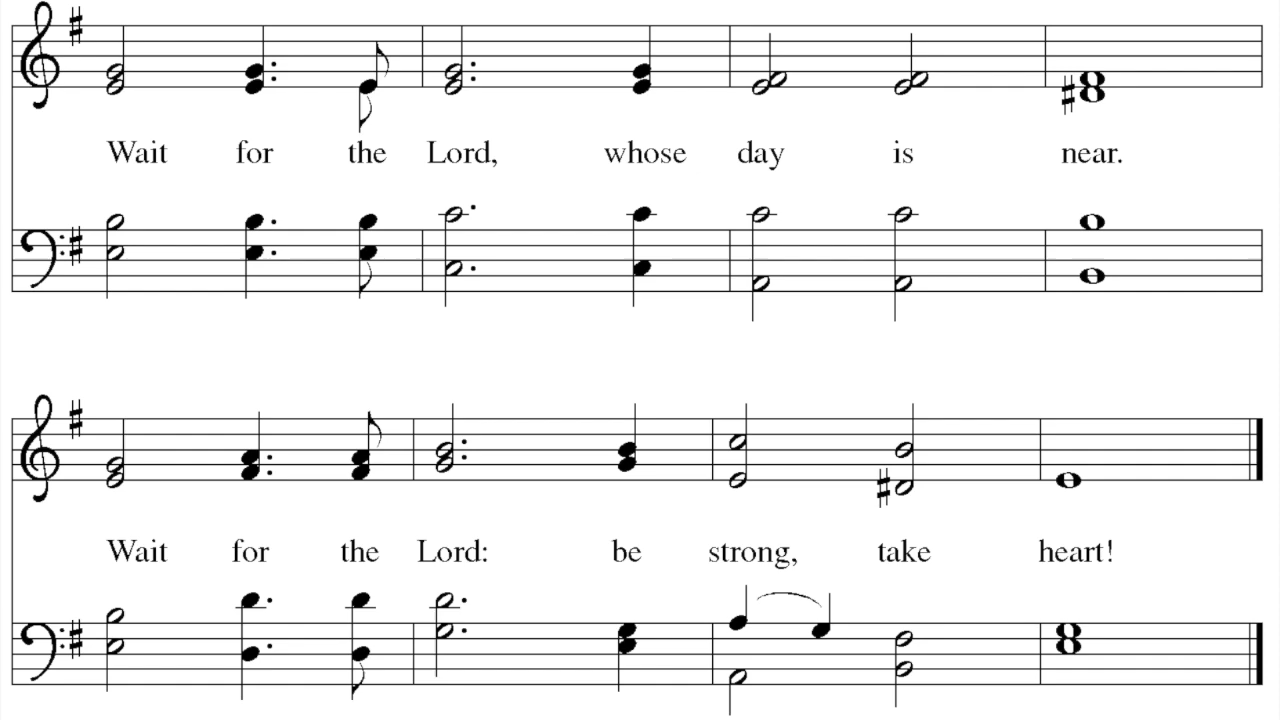 Wait for the Lord, whose day is near.
Wait for the Lord: be strong, take heart!